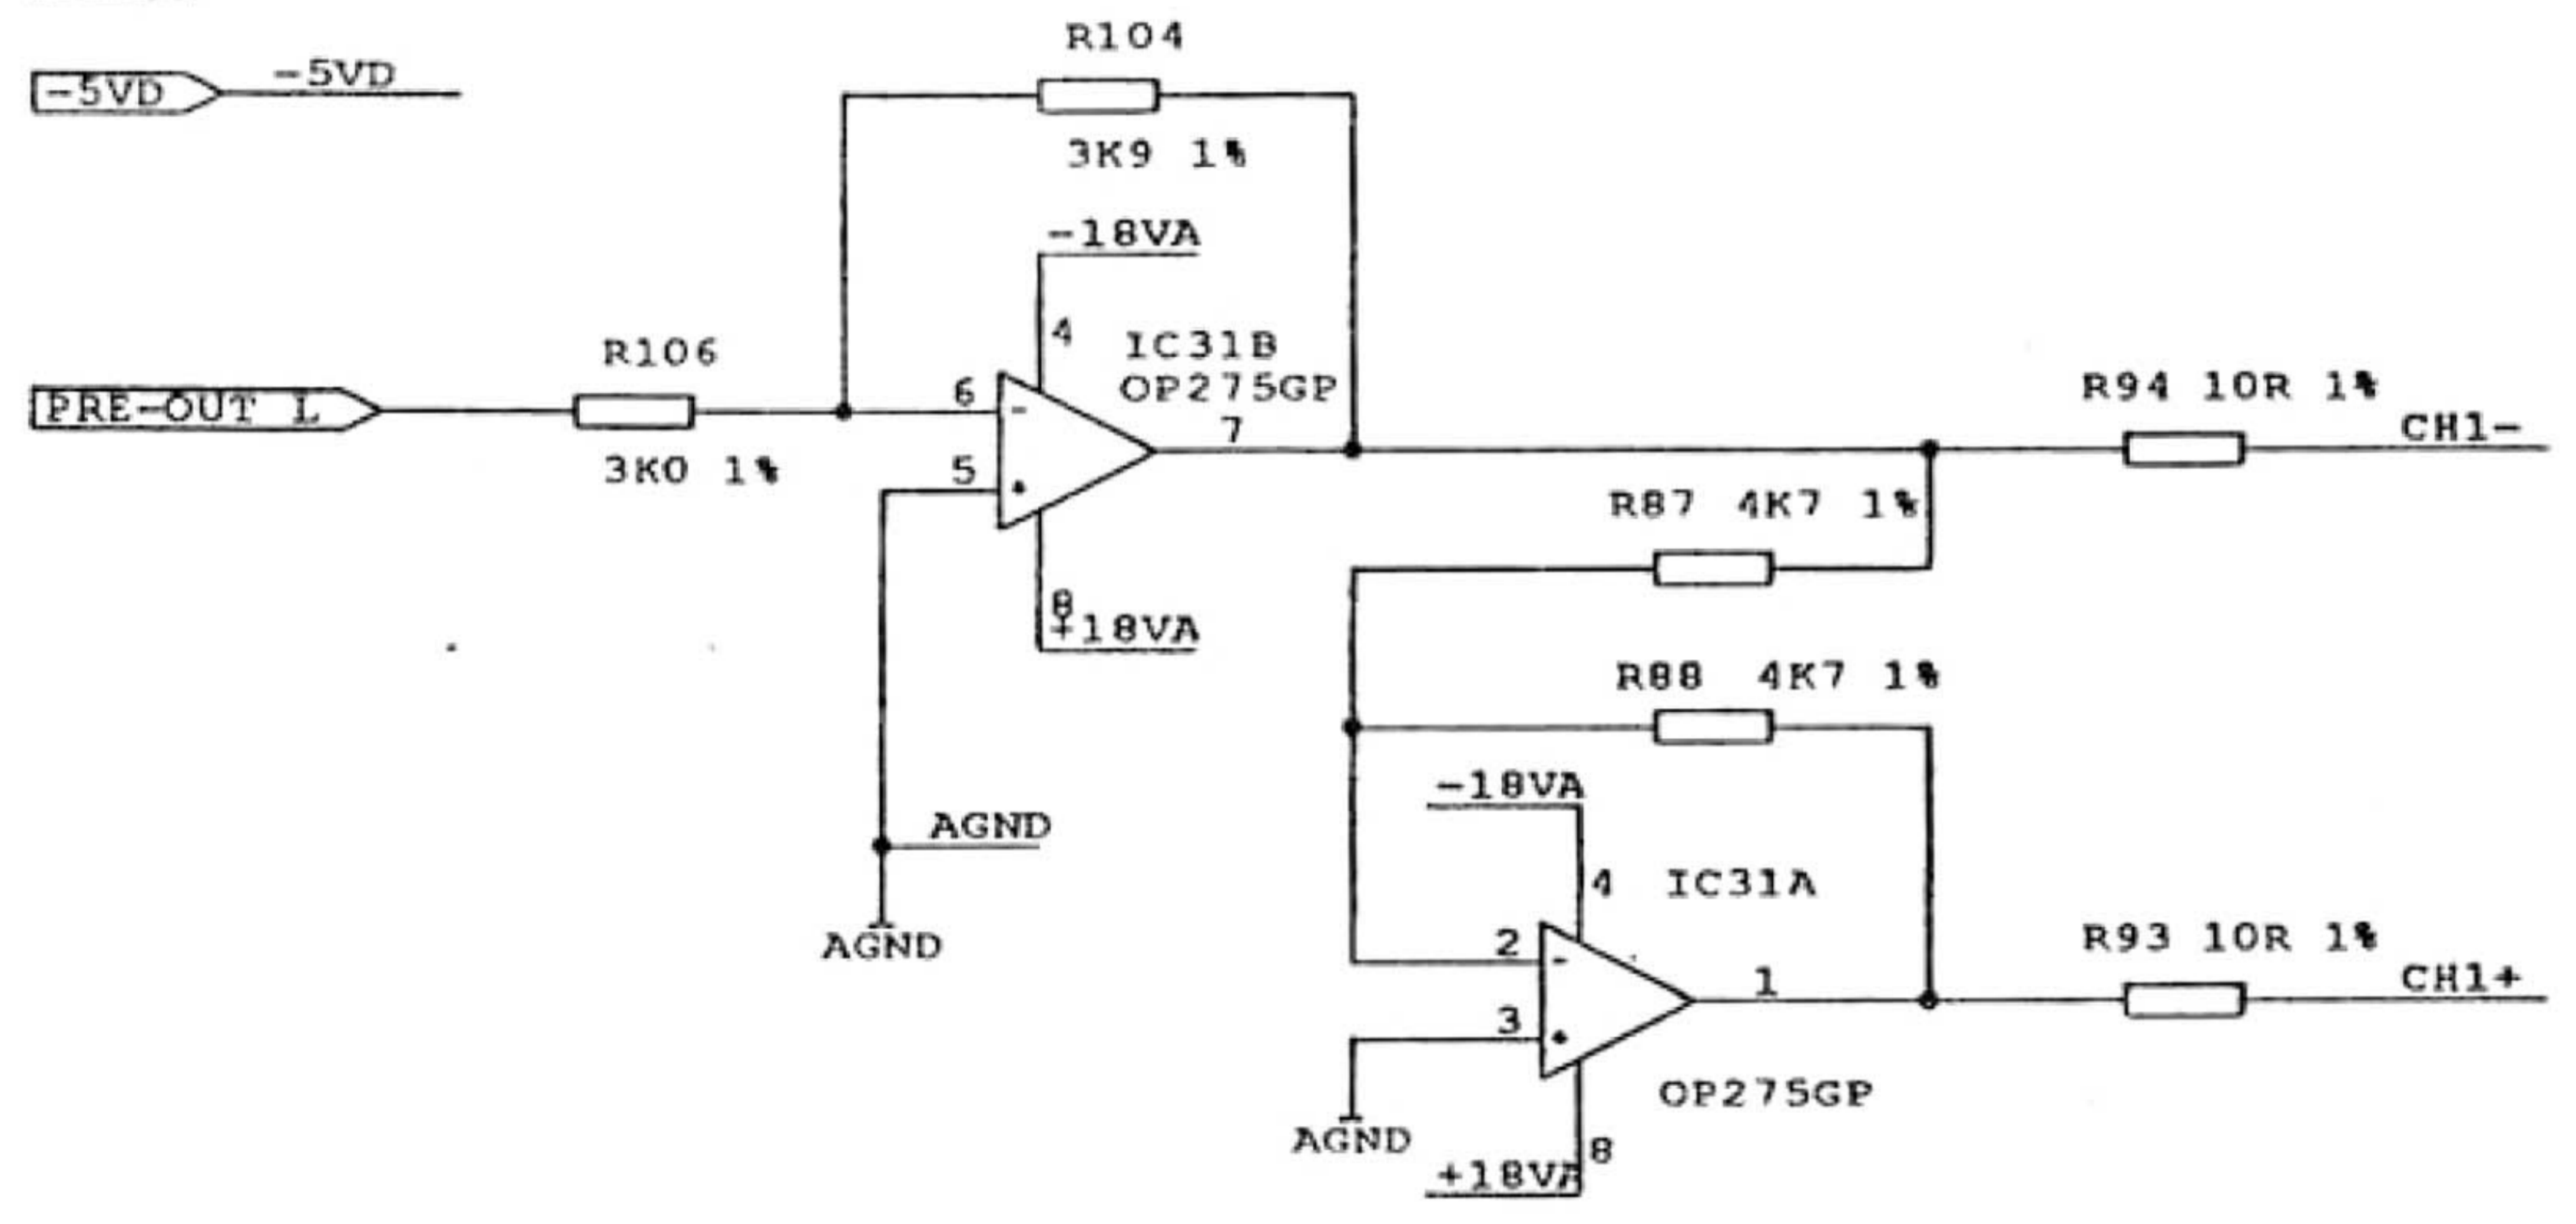 R104
-5VD
-5VD
3K9 1%
-18VA
4
IC31B
OP275GP
R106
PRE-OUT L
6
-
7
3K0 1%
5
+
8
+18VA
R94 10R 1%
CH1-
R87 4K7 1%
R88 4K7 1%
-18VA
AGND
AGND
4
IC31A
2
-
1
3
+
R93 10R 1%
CH1+
AGND
OP275GP
8
+18VA